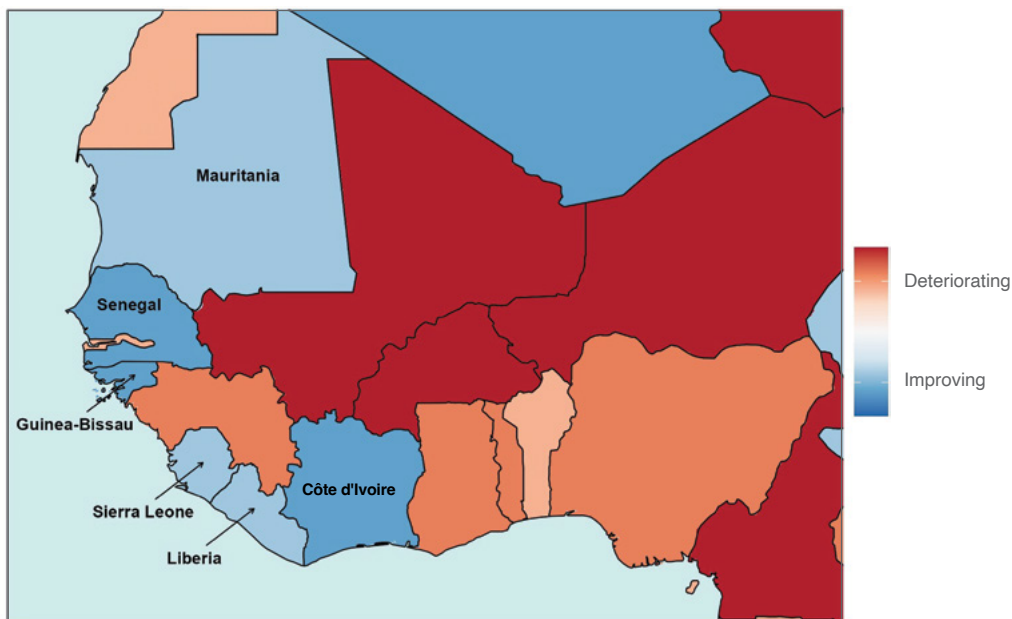 Mauritania
Deteriorating
Senegal
Improving
Guinea-Bissau
Côte d'Ivoire
Sierra Leone
Liberia